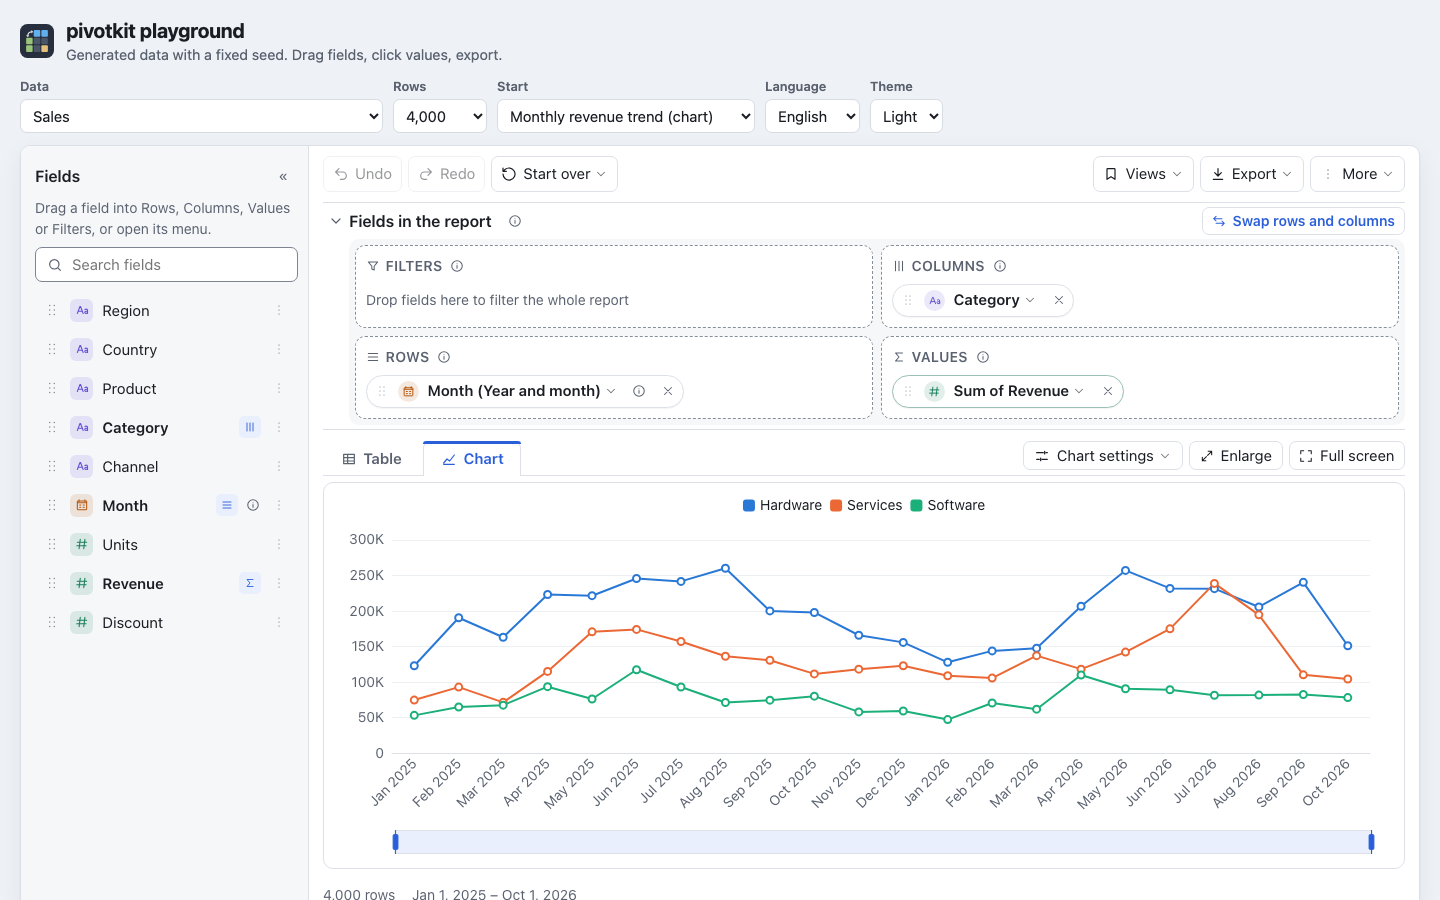 pivotkit playground
Generated data with a fixed seed. Drag fields, click values, export.
Data
Rows
Start
Language
Theme
Sales
4,000
Monthly revenue trend (chart)
English
Light
Fields
«
Drag a field into Rows, Columns, Values
or Filters, or open its menu.
Search fields
Aa Region
Aa Country
Aa Product
Aa Category
Aa Channel
Month
# Units
# Revenue Σ
# Discount
Undo
Redo
Start over
Views
Export
More
Fields in the report
Swap rows and columns
FILTERS
Drop fields here to filter the whole report
COLUMNS
Aa Category
ROWS
Month (Year and month)
Σ VALUES
# Sum of Revenue
Table
Chart
Chart settings
Enlarge
Full screen
Hardware
Services
Software
300K
250K
200K
150K
100K
50K
0
Jan 2025
Feb 2025
Mar 2025
Apr 2025
May 2025
Jun 2025
Jul 2025
Aug 2025
Sep 2025
Oct 2025
Nov 2025
Dec 2025
Jan 2026
Feb 2026
Mar 2026
Apr 2026
May 2026
Jun 2026
Jul 2026
Aug 2026
Sep 2026
Oct 2026
4,000 rows
Jan 1, 2025 – Oct 1, 2026